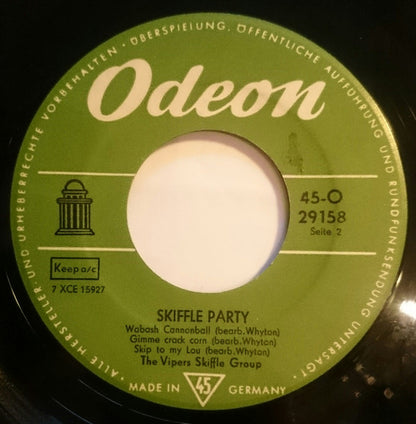 ALLE HERSTELLER UND URHEBERRECHTE VORBEHALTEN · ÜBERSPIELUNG, ÖFFENTLICHE AUFFÜHRUNG UND RUNDFUNKSENDUNG UNTERSAGT ·
Odeon
45-O
29158
Seite 2
Keep a/c
7 XCE 15927
SKIFFLE PARTY
Wabash Cannonball (bearb.Whyton)
Gimme crack corn (bearb.Whyton)
Skip to my Lou (bearb.Whyton)
The Vipers Skiffle Group
MADE IN 45 GERMANY